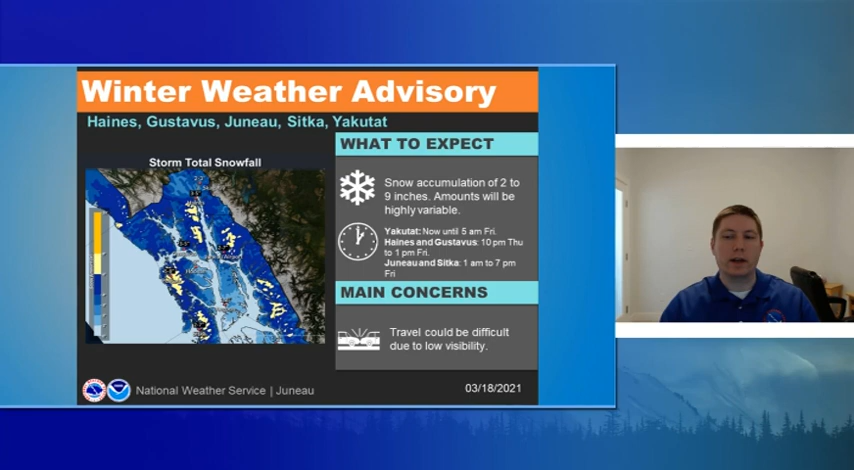 Winter Weather Advisory
Haines, Gustavus, Juneau, Sitka, Yakutat
Storm Total Snowfall
WHAT TO EXPECT
Snow accumulation of 2 to
9 inches. Amounts will be
highly variable.
Yakutat: Now until 5 am Fri.
Haines and Gustavus: 10 pm Thu
to 1 pm Fri.
Juneau and Sitka: 1 am to 7 pm
Fri
MAIN CONCERNS
Travel could be difficult
due to low visibility.
National Weather Service | Juneau
03/18/2021